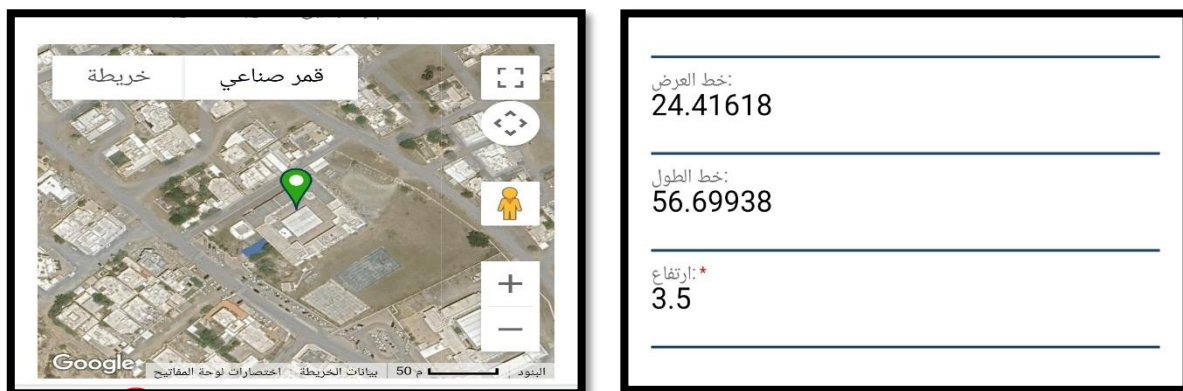 خريطة
قمر صناعي
Google
اختصارات لوحة المفاتيح
بيانات الخريطة
50 م
البنود
خط العرض:
24.41618
خط الطول:
56.69938
* ارتفاع:
3.5